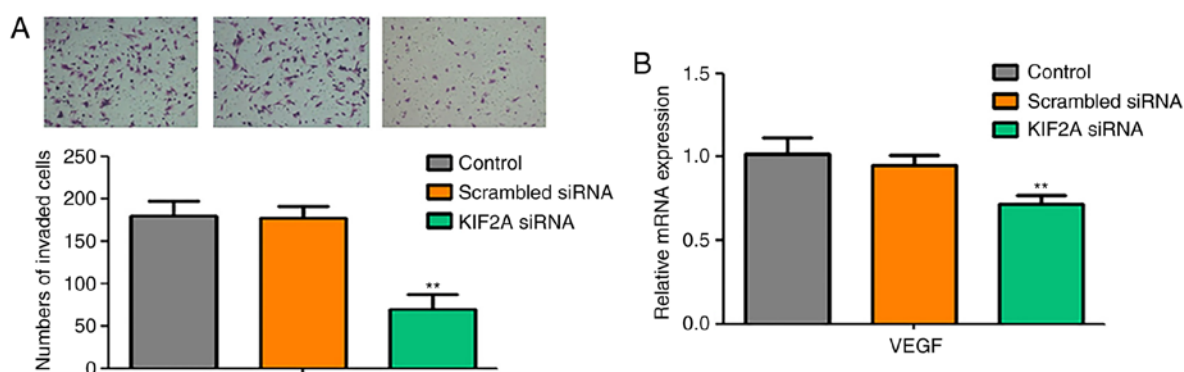 A
Numbers of invaded cells
250
200
150
100
50
0
Control
Scrambled siRNA
KIF2A siRNA
**
B
Relative mRNA expression
1.5
1.0
0.5
0.0
Control
Scrambled siRNA
KIF2A siRNA
**
VEGF